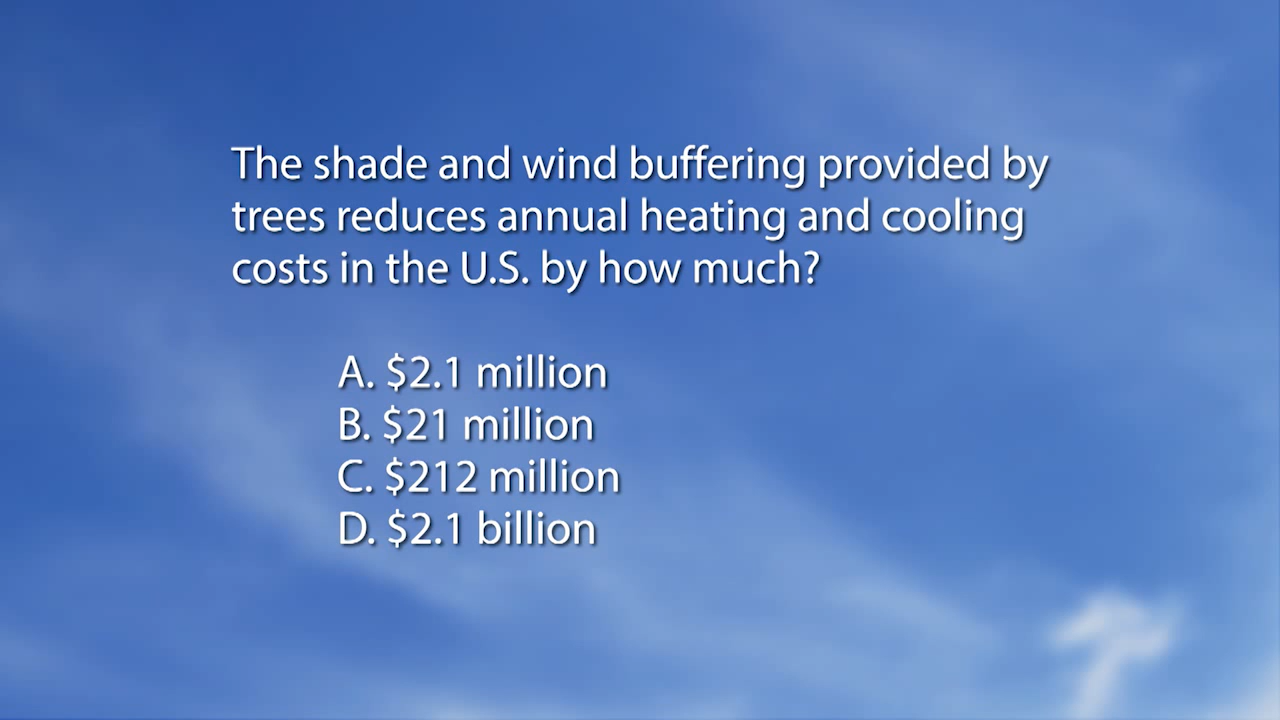 The shade and wind buffering provided by
trees reduces annual heating and cooling
costs in the U.S. by how much?
A. $2.1 million
B. $21 million
C. $212 million
D. $2.1 billion